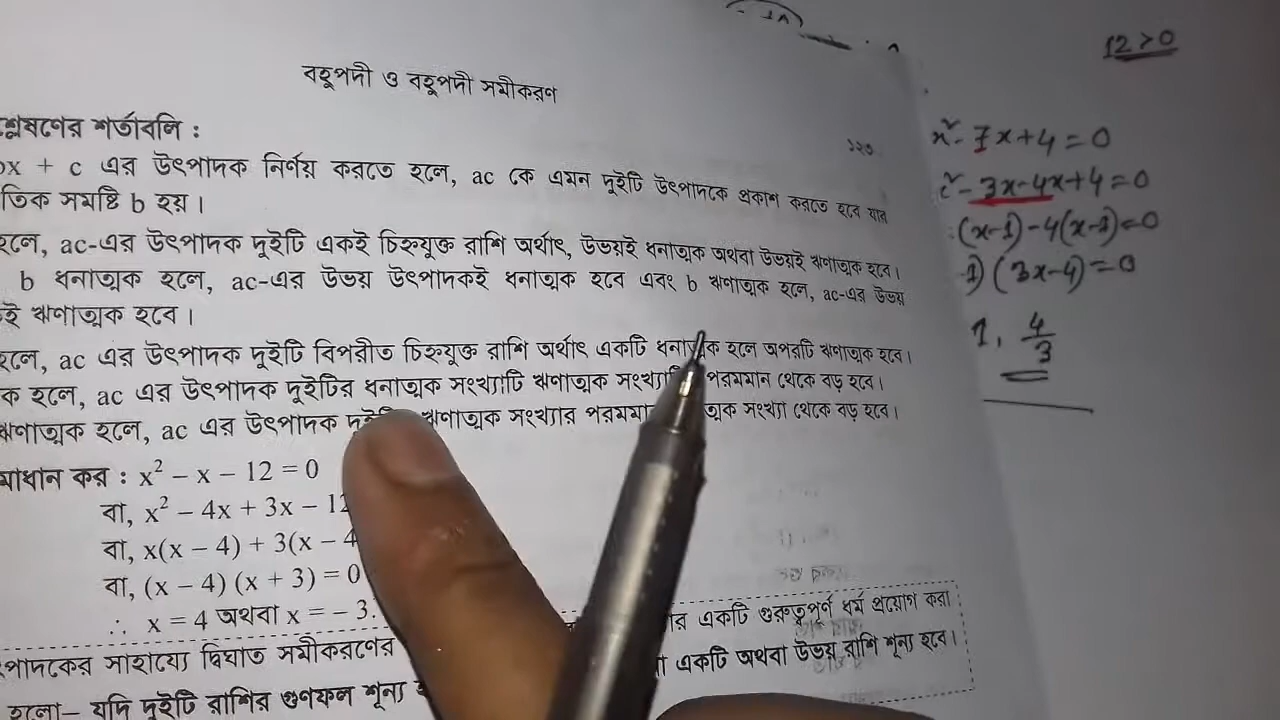 বহুপদী ও বহুপদী সমীকরণ
১২৩
শ্লেষণের শর্তাবলি :
bx + c এর উৎপাদক নির্ণয় করতে হলে, ac কে এমন দুইটি উৎপাদকে প্রকাশ করতে হবে যার
তিক সমষ্টি b হয়।
হলে, ac-এর উৎপাদক দুইটি একই চিহ্নযুক্ত রাশি অর্থাৎ, উভয়ই ধনাত্মক অথবা উভয়ই ঋণাত্মক হবে।
b ধনাত্মক হলে, ac-এর উভয় উৎপাদকই ধনাত্মক হবে এবং b ঋণাত্মক হলে, ac-এর উভয়
ই ঋণাত্মক হবে।
হলে, ac এর উৎপাদক দুইটি বিপরীত চিহ্নযুক্ত রাশি অর্থাৎ একটি ধনাত্মক হলে অপরটি ঋণাত্মক হবে।
ক হলে, ac এর উৎপাদক দুইটির ধনাত্মক সংখ্যাটি ঋণাত্মক সংখ্যাটি পরমমান থেকে বড় হবে।
ঋণাত্মক হলে, ac এর উৎপাদক ঋণাত্মক সংখ্যার পরমমান ত্মক সংখ্যা থেকে বড় হবে।
মাধান কর : x² − x − 12 = 0
বা, x² − 4x + 3x − 12
বা, x(x − 4) + 3(x − 4
বা, (x − 4) (x + 3) = 0
∴ x = 4 অথবা x = − 3.
র একটি গুরুত্বপূর্ণ ধর্ম প্রয়োগ করা
পাদকের সাহায্যে দ্বিঘাত সমীকরণের
একটি অথবা উভয় রাশি শূন্য হবে।
হলো– যদি দুইটি রাশির গুণফল শূন্য
12 > 0
x² - 7x + 4 = 0
- 3x - 4x + 4 = 0
(x - 1) - 4(x - 1) = 0
1) (3x - 4) = 0
1, 4/3